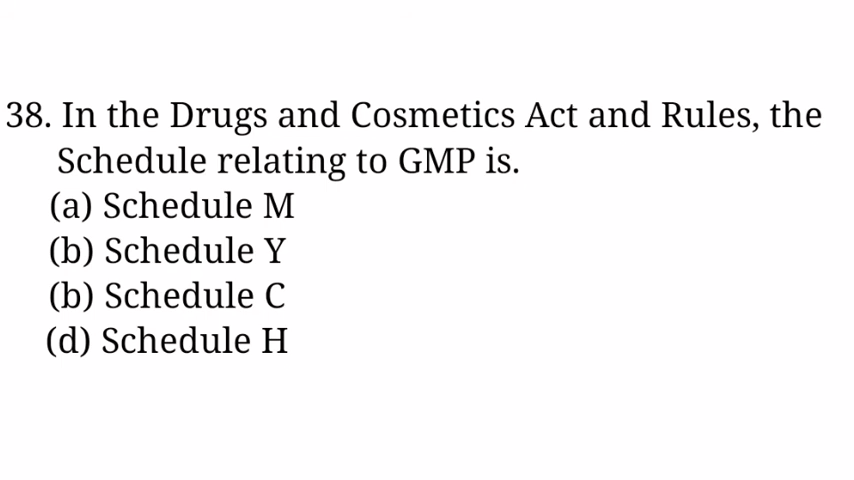 38. In the Drugs and Cosmetics Act and Rules, the
Schedule relating to GMP is.
(a) Schedule M
(b) Schedule Y
(b) Schedule C
(d) Schedule H